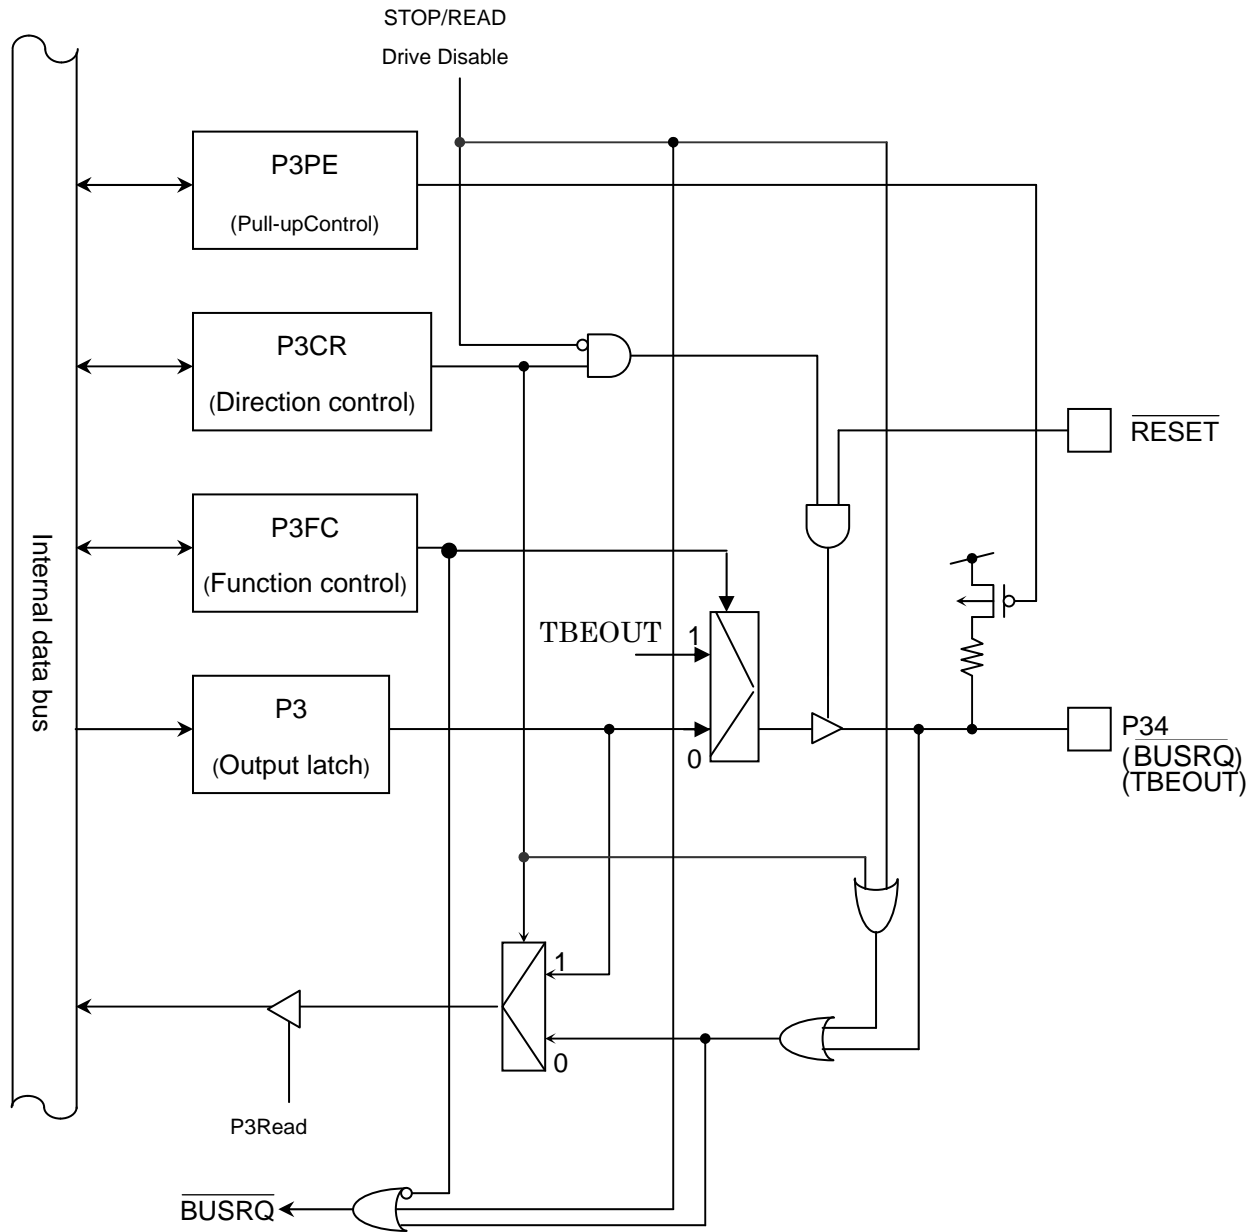 STOP/READ
Drive Disable
P3PE
(Pull-upControl)
P3CR
(Direction control)
RESET
P3FC
(Function control)
Internal data bus
TBEOUT
1
P3
(Output latch)
0
P34
(BUSRQ)
(TBEOUT)
1
0
P3Read
BUSRQ